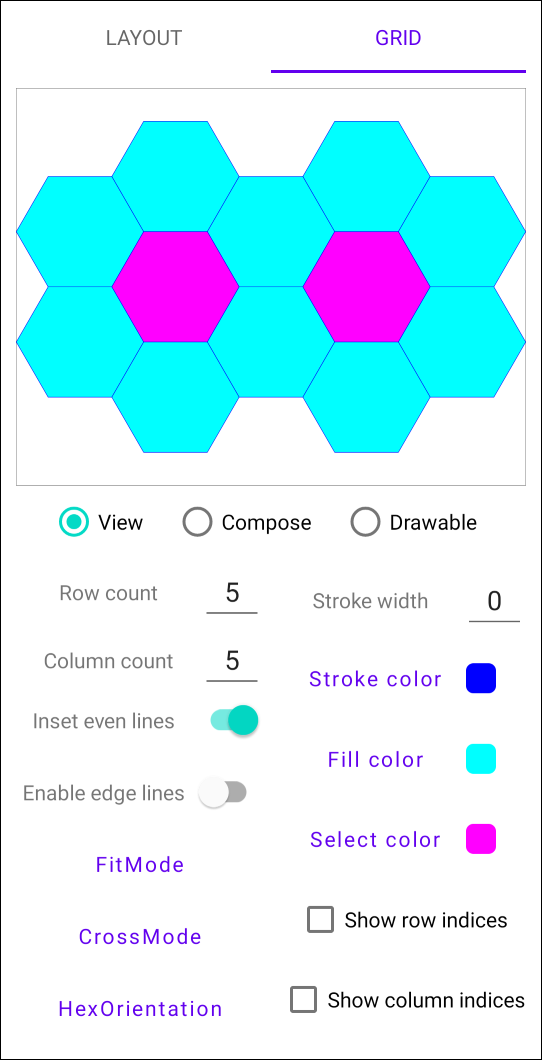 LAYOUT
GRID
View
Compose
Drawable
Row count
5
Stroke width
0
Column count
5
Stroke color
Inset even lines
Fill color
Enable edge lines
Select color
FitMode
Show row indices
CrossMode
Show column indices
HexOrientation